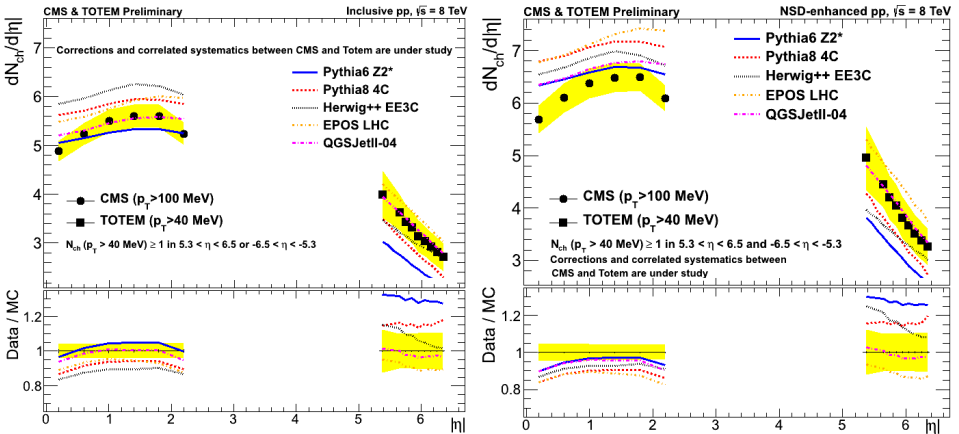 CMS & TOTEM Preliminary
Inclusive pp, √s = 8 TeV
dN_ch/d|η|
7
6
5
4
3
Corrections and correlated systematics between CMS and Totem are under study
Pythia6 Z2*
Pythia8 4C
Herwig++ EE3C
EPOS LHC
QGSJetII-04
CMS (p_T>100 MeV)
TOTEM (p_T>40 MeV)
N_ch (p_T > 40 MeV) ≥ 1 in 5.3 < η < 6.5 or -6.5 < η < -5.3
Data / MC
1.2
1
0.8
0 1 2 3 4 5 6 |η|
CMS & TOTEM Preliminary
NSD-enhanced pp, √s = 8 TeV
dN_ch/d|η|
7
6
5
4
3
Pythia6 Z2*
Pythia8 4C
Herwig++ EE3C
EPOS LHC
QGSJetII-04
CMS (p_T>100 MeV)
TOTEM (p_T>40 MeV)
N_ch (p_T > 40 MeV) ≥ 1 in 5.3 < η < 6.5 and -6.5 < η < -5.3
Corrections and correlated systematics between
CMS and Totem are under study
Data / MC
1.2
1
0.8
0 1 2 3 4 5 6 |η|